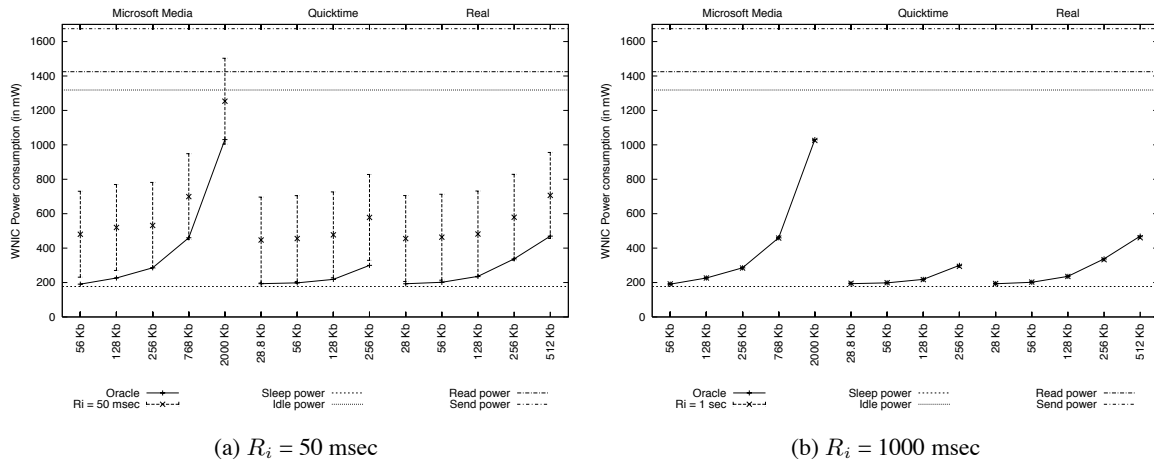 Microsoft Media Quicktime Real
WNIC Power consumption (in mW)
1600
1400
1200
1000
800
600
400
200
0
56 Kb
128 Kb
256 Kb
768 Kb
2000 Kb
28.8 Kb
56 Kb
128 Kb
256 Kb
28 Kb
56 Kb
128 Kb
256 Kb
512 Kb
Oracle Sleep power Read power
Ri = 50 msec Idle power Send power
(a) Ri = 50 msec
Microsoft Media Quicktime Real
WNIC Power consumption (in mW)
1600
1400
1200
1000
800
600
400
200
0
56 Kb
128 Kb
256 Kb
768 Kb
2000 Kb
28.8 Kb
56 Kb
128 Kb
256 Kb
28 Kb
56 Kb
128 Kb
256 Kb
512 Kb
Oracle Sleep power Read power
Ri = 1 sec Idle power Send power
(b) Ri = 1000 msec